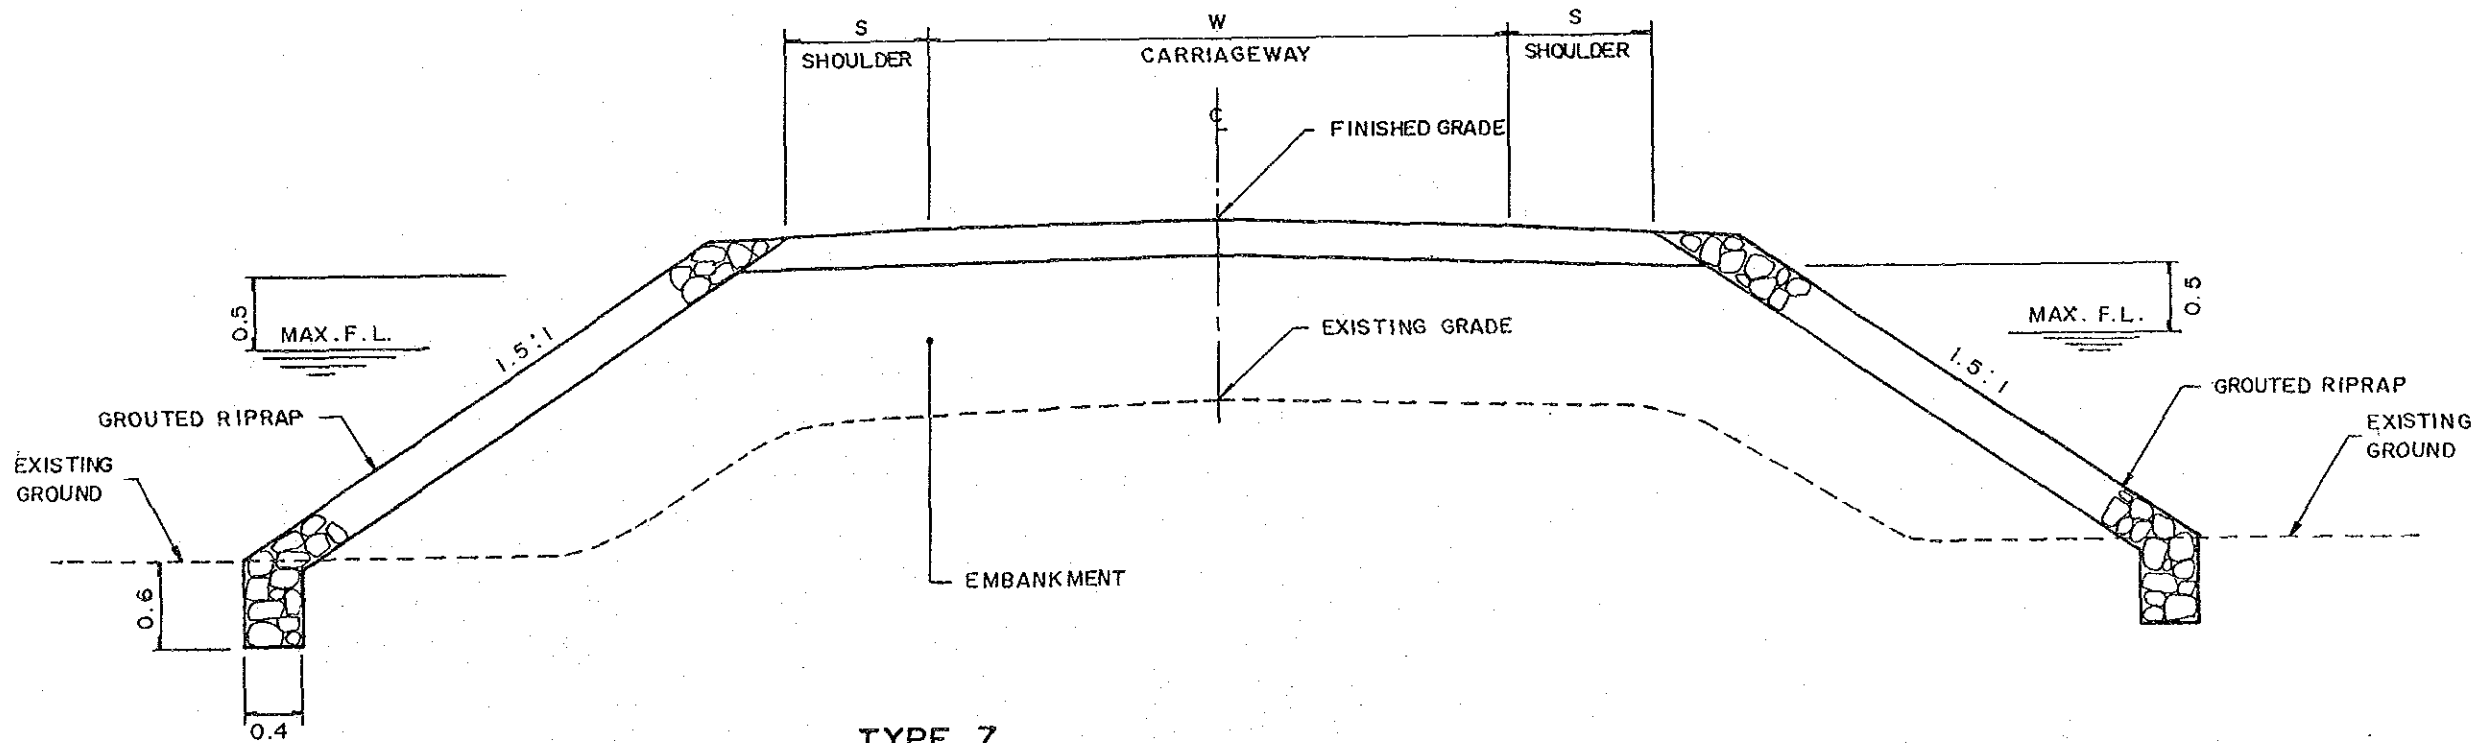 S
W
S
SHOULDER
CARRIAGEWAY
SHOULDER
C
FINISHED GRADE
0.5
MAX. F.L.
1.5:1
EXISTING GRADE
MAX. F.L.
0.5
1.5:1
GROUTED RIPRAP
GROUTED RIPRAP
EXISTING
GROUND
EXISTING
GROUND
0.6
EMBANKMENT
0.4
TYPE 7